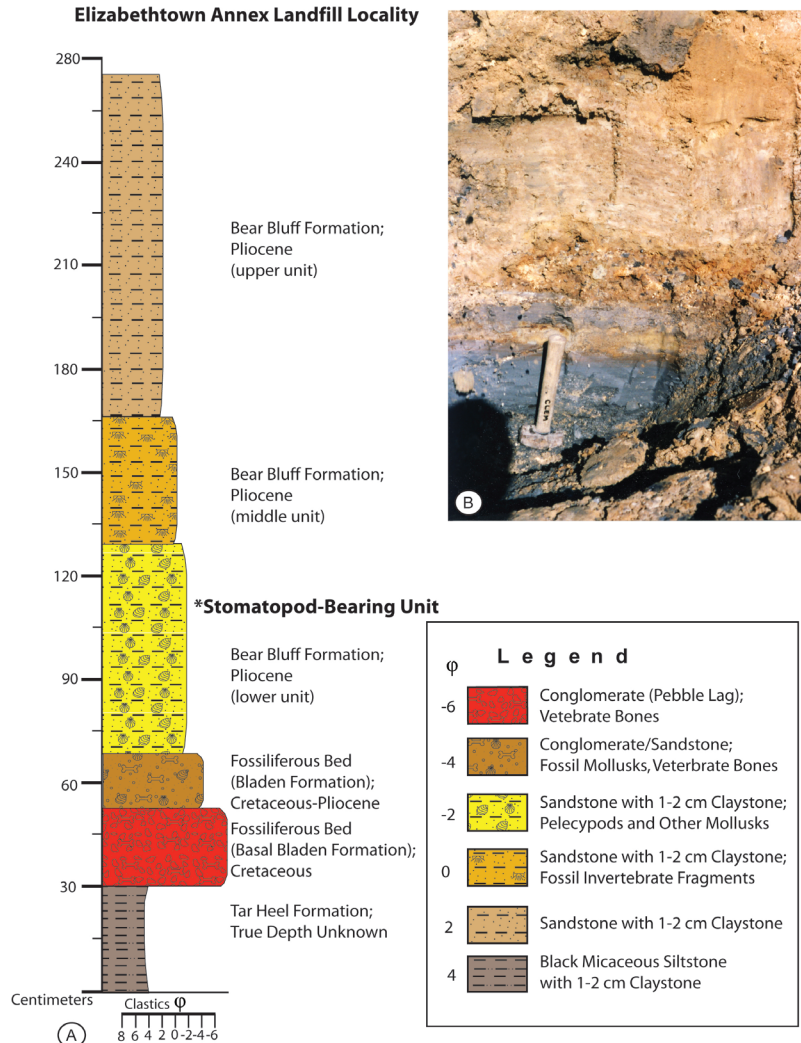 Elizabethtown Annex Landfill Locality
280
240
210
180
150
120
90
60
30
Centimeters
Bear Bluff Formation;
Pliocene
(upper unit)
Bear Bluff Formation;
Pliocene
(middle unit)
*Stomatopod-Bearing Unit
Bear Bluff Formation;
Pliocene
(lower unit)
Fossiliferous Bed
(Bladen Formation);
Cretaceous-Pliocene
Fossiliferous Bed
(Basal Bladen Formation);
Cretaceous
Tar Heel Formation;
True Depth Unknown
Clastics φ
8 6 4 2 0 -2 -4 -6
A
CLEM
B
Legend
φ
-6
Conglomerate (Pebble Lag);
Vetebrate Bones
-4
Conglomerate/Sandstone;
Fossil Mollusks, Veterbrate Bones
-2
Sandstone with 1-2 cm Claystone;
Pelecypods and Other Mollusks
0
Sandstone with 1-2 cm Claystone;
Fossil Invertebrate Fragments
2
Sandstone with 1-2 cm Claystone
4
Black Micaceous Siltstone
with 1-2 cm Claystone